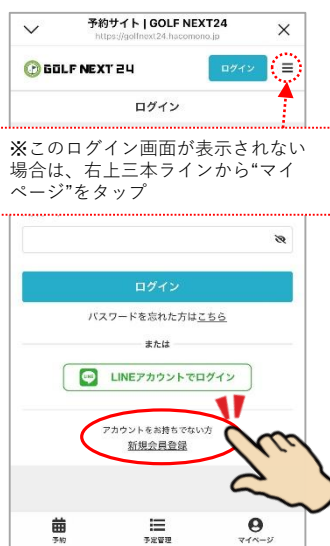 予約サイト | GOLF NEXT24
https://golfnext24.hacomono.jp
GOLF NEXT 24
ログイン
ログイン
※このログイン画面が表示されない
場合は、右上三本ラインから“マイ
ページ”をタップ
ログイン
パスワードを忘れた方はこちら
または
LINE
LINEアカウントでログイン
アカウントをお持ちでない方
新規会員登録
予約
予定管理
マイページ